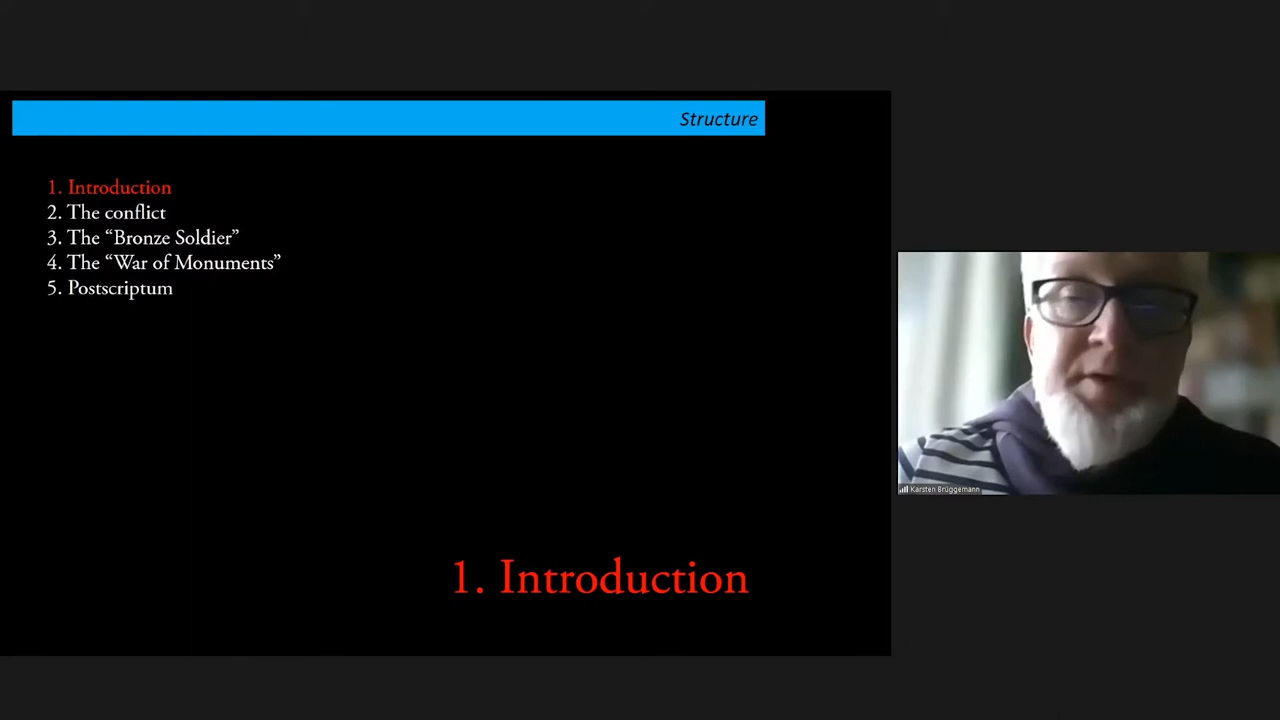 Structure
1. Introduction
2. The conflict
3. The “Bronze Soldier”
4. The “War of Monuments”
5. Postscriptum
1. Introduction
Karsten Brüggemann